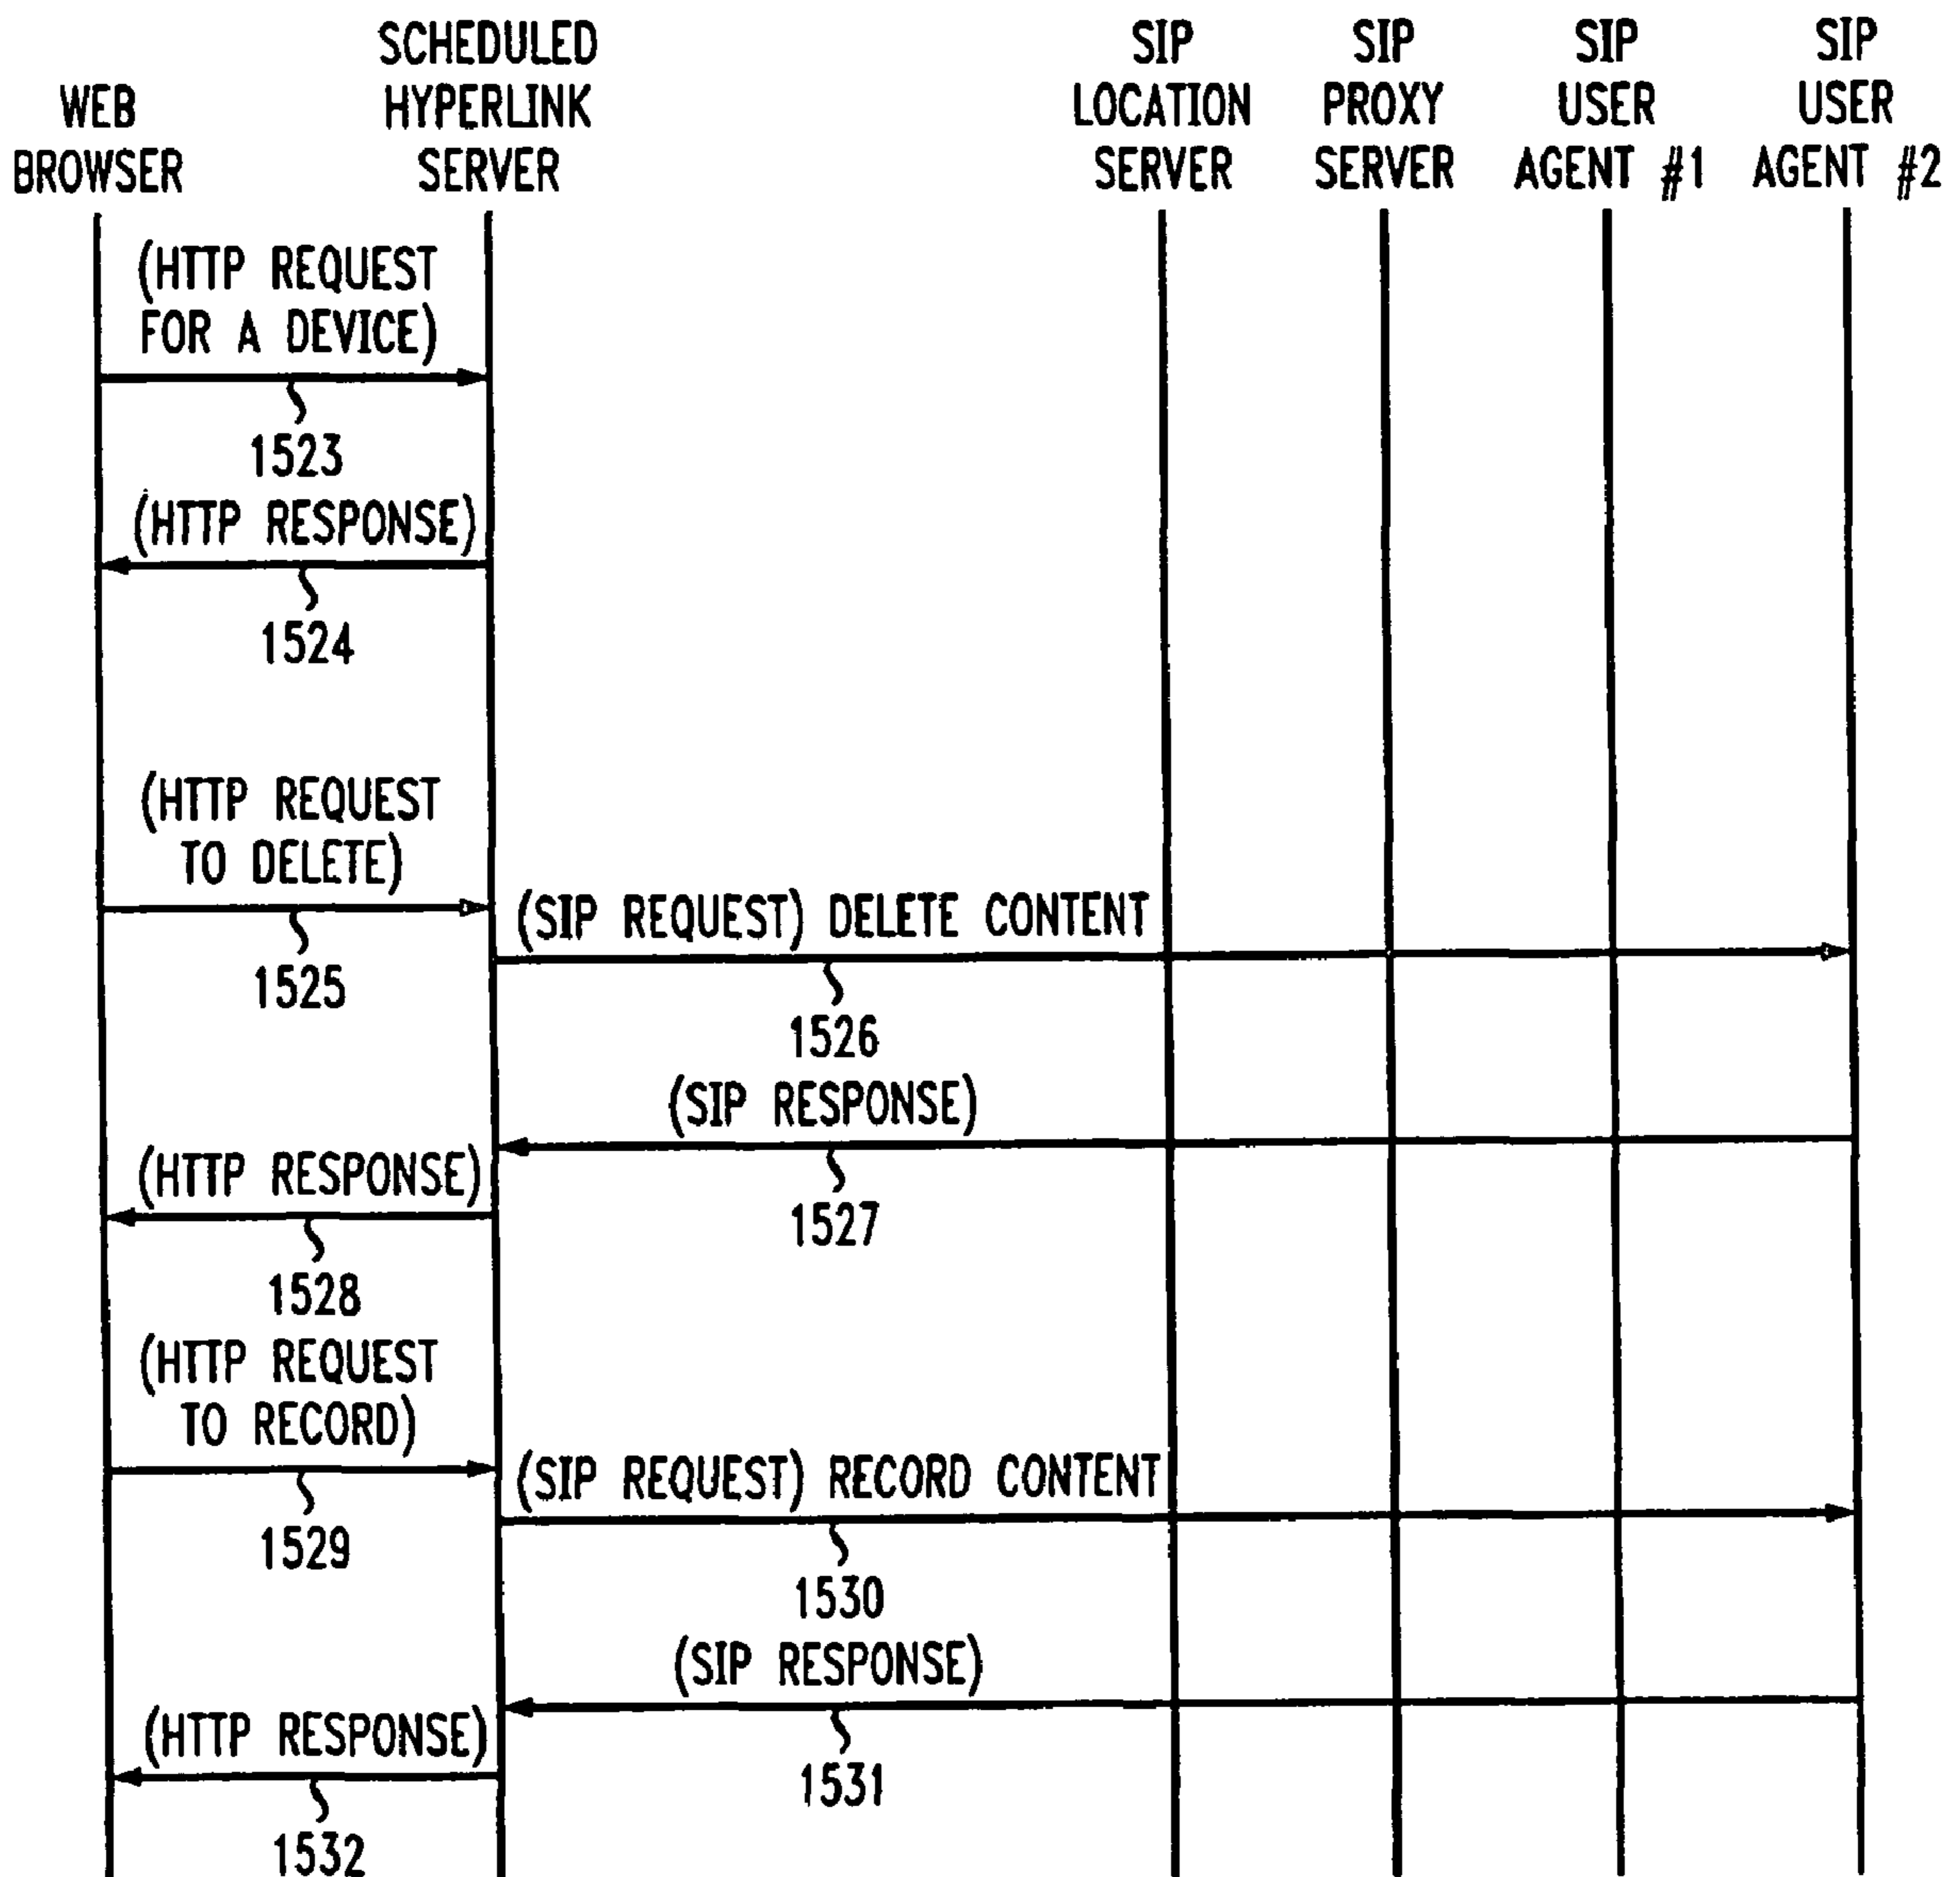 WEB
BROWSER
SCHEDULED
HYPERLINK
SERVER
SIP
LOCATION
SERVER
SIP
PROXY
SERVER
SIP
USER
AGENT #1
SIP
USER
AGENT #2
(HTTP REQUEST
FOR A DEVICE)
1523
(HTTP RESPONSE)
1524
(HTTP REQUEST
TO DELETE)
1525
(SIP REQUEST) DELETE CONTENT
1526
(SIP RESPONSE)
1527
(HTTP RESPONSE)
1528
(HTTP REQUEST
TO RECORD)
1529
(SIP REQUEST) RECORD CONTENT
1530
(SIP RESPONSE)
1531
(HTTP RESPONSE)
1532